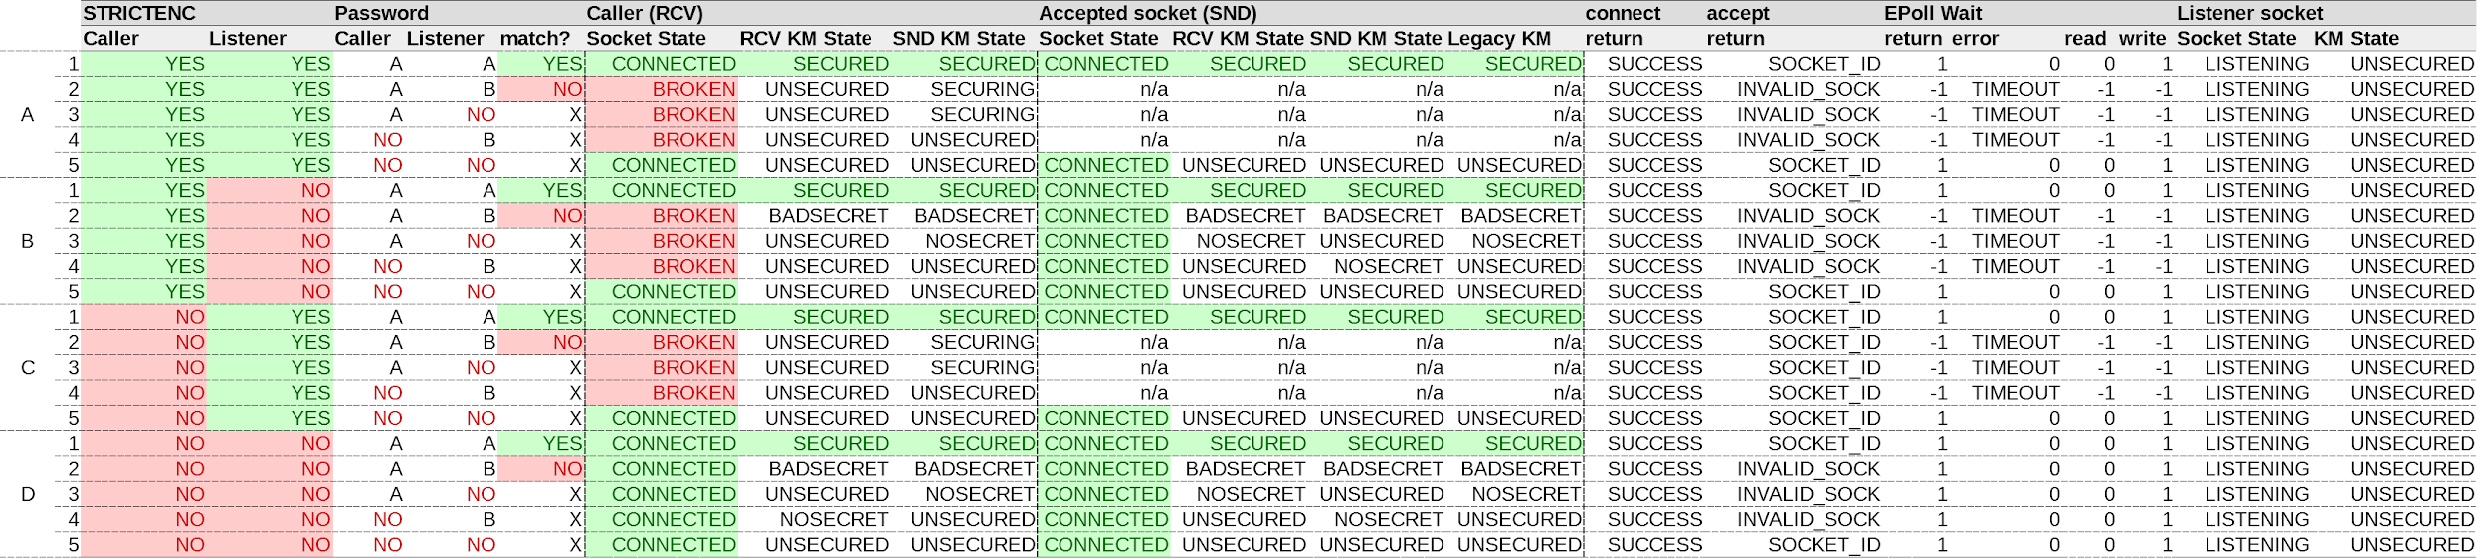 STRICTENC Password Caller (RCV) Accepted socket (SND) connect accept EPoll Wait Listener socket
Caller Listener Caller Listener match? Socket State RCV KM State SND KM State Socket State RCV KM State SND KM State Legacy KM return return return error read write Socket State KM State
1 YES YES A A YES CONNECTED SECURED SECURED CONNECTED SECURED SECURED SECURED SUCCESS SOCKET_ID 1 0 0 1 LISTENING UNSECURED
2 YES YES A B NO BROKEN UNSECURED SECURING n/a n/a n/a n/a SUCCESS INVALID_SOCK -1 TIMEOUT -1 -1 LISTENING UNSECURED
A 3 YES YES A NO X BROKEN UNSECURED SECURING n/a n/a n/a n/a SUCCESS INVALID_SOCK -1 TIMEOUT -1 -1 LISTENING UNSECURED
4 YES YES NO B X BROKEN UNSECURED UNSECURED n/a n/a n/a n/a SUCCESS INVALID_SOCK -1 TIMEOUT -1 -1 LISTENING UNSECURED
5 YES YES NO NO X CONNECTED UNSECURED UNSECURED CONNECTED UNSECURED UNSECURED UNSECURED SUCCESS SOCKET_ID 1 0 0 1 LISTENING UNSECURED
1 YES NO A A YES CONNECTED SECURED SECURED CONNECTED SECURED SECURED SECURED SUCCESS SOCKET_ID 1 0 0 1 LISTENING UNSECURED
2 YES NO A B NO BROKEN BADSECRET BADSECRET CONNECTED BADSECRET BADSECRET BADSECRET SUCCESS INVALID_SOCK -1 TIMEOUT -1 -1 LISTENING UNSECURED
B 3 YES NO A NO X BROKEN UNSECURED NOSECRET CONNECTED NOSECRET UNSECURED NOSECRET SUCCESS INVALID_SOCK -1 TIMEOUT -1 -1 LISTENING UNSECURED
4 YES NO NO B X BROKEN UNSECURED UNSECURED CONNECTED UNSECURED NOSECRET UNSECURED SUCCESS INVALID_SOCK -1 TIMEOUT -1 -1 LISTENING UNSECURED
5 YES NO NO NO X CONNECTED UNSECURED UNSECURED CONNECTED UNSECURED UNSECURED UNSECURED SUCCESS SOCKET_ID 1 0 0 1 LISTENING UNSECURED
1 NO YES A A YES CONNECTED SECURED SECURED CONNECTED SECURED SECURED SECURED SUCCESS SOCKET_ID 1 0 0 1 LISTENING UNSECURED
2 NO YES A B NO BROKEN UNSECURED SECURING n/a n/a n/a n/a SUCCESS SOCKET_ID -1 TIMEOUT -1 -1 LISTENING UNSECURED
C 3 NO YES A NO X BROKEN UNSECURED SECURING n/a n/a n/a n/a SUCCESS SOCKET_ID -1 TIMEOUT -1 -1 LISTENING UNSECURED
4 NO YES NO B X BROKEN UNSECURED UNSECURED n/a n/a n/a n/a SUCCESS SOCKET_ID -1 TIMEOUT -1 -1 LISTENING UNSECURED
5 NO YES NO NO X CONNECTED UNSECURED UNSECURED CONNECTED UNSECURED UNSECURED UNSECURED SUCCESS SOCKET_ID 1 0 0 1 LISTENING UNSECURED
1 NO NO A A YES CONNECTED SECURED SECURED CONNECTED SECURED SECURED SECURED SUCCESS SOCKET_ID 1 0 0 1 LISTENING UNSECURED
2 NO NO A B NO CONNECTED BADSECRET BADSECRET CONNECTED BADSECRET BADSECRET BADSECRET SUCCESS INVALID_SOCK 1 0 0 1 LISTENING UNSECURED
D 3 NO NO A NO X CONNECTED UNSECURED NOSECRET CONNECTED NOSECRET UNSECURED NOSECRET SUCCESS INVALID_SOCK 1 0 0 1 LISTENING UNSECURED
4 NO NO NO B X CONNECTED NOSECRET UNSECURED CONNECTED UNSECURED NOSECRET UNSECURED SUCCESS INVALID_SOCK 1 0 0 1 LISTENING UNSECURED
5 NO NO NO NO X CONNECTED UNSECURED UNSECURED CONNECTED UNSECURED UNSECURED UNSECURED SUCCESS SOCKET_ID 1 0 0 1 LISTENING UNSECURED